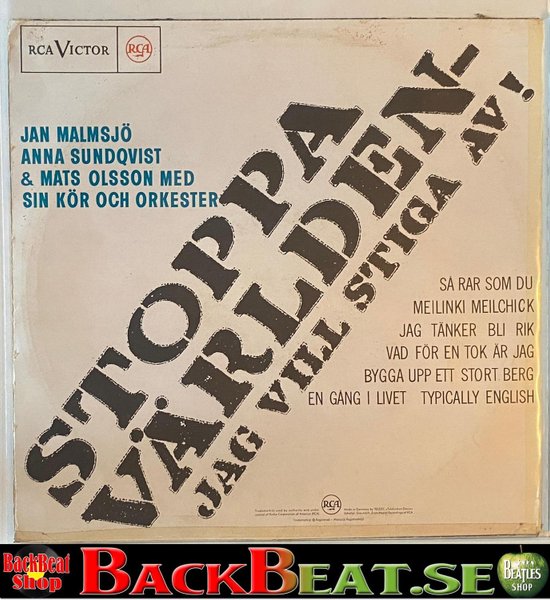 RCA VICTOR
RCA
JAN MALMSJÖ
ANNA SUNDQVIST
& MATS OLSSON MED
SIN KÖR OCH ORKESTER
STOPPA
VÄRLDEN-
JAG VILL STIGA AV!
SÅ RAR SOM DU
MEILINKI MEILCHICK
JAG TÄNKER BLI RIK
VAD FÖR EN TOK ÄR JAG
BYGGA UPP ETT STORT BERG
EN GÅNG I LIVET TYPICALLY ENGLISH
RCA
BackBeat
Shop
BACKBEAT.SE
BEATLES
SHOP